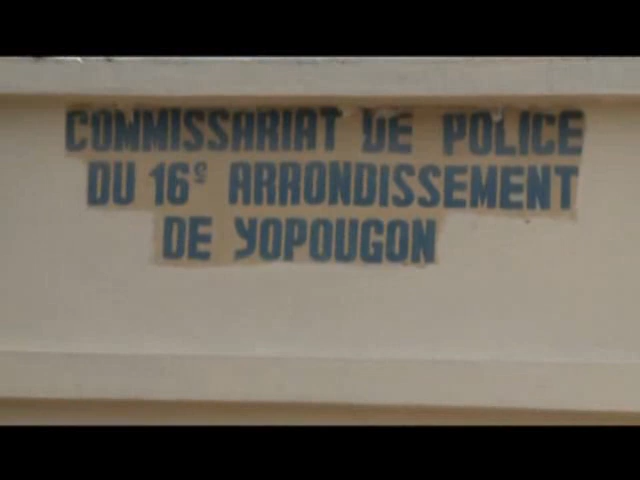 COMMISSARIAT DE POLICE
DU 16e ARRONDISSEMENT
DE YOPOUGON